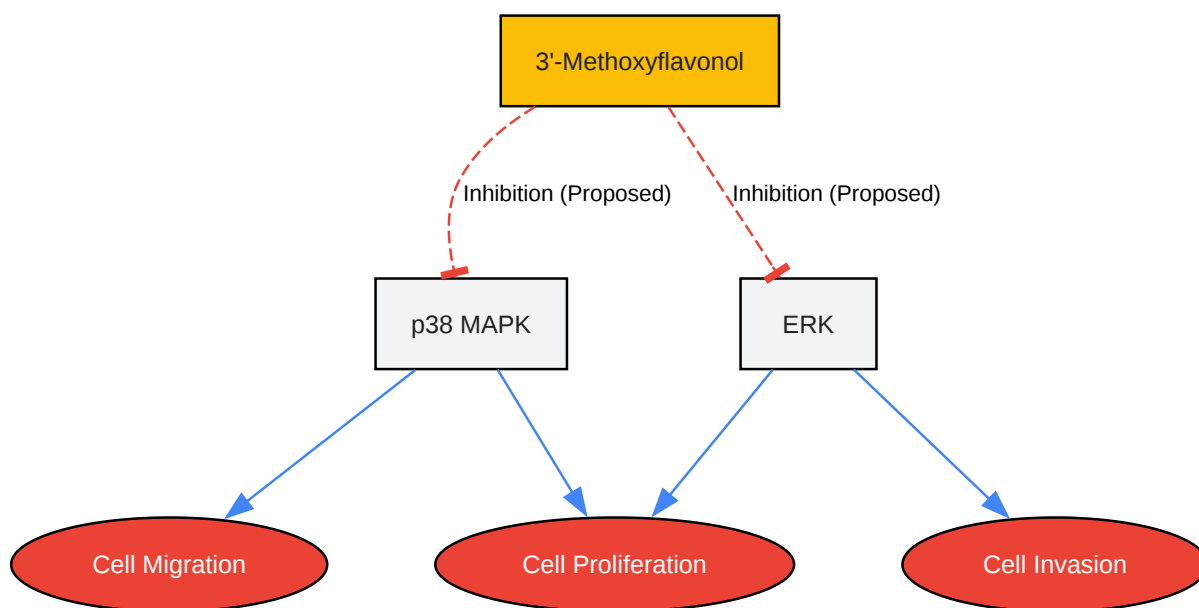 3'-Methoxyflavonol
Inhibition (Proposed)
Inhibition (Proposed)
p38 MAPK
ERK
Cell Migration
Cell Proliferation
Cell Invasion